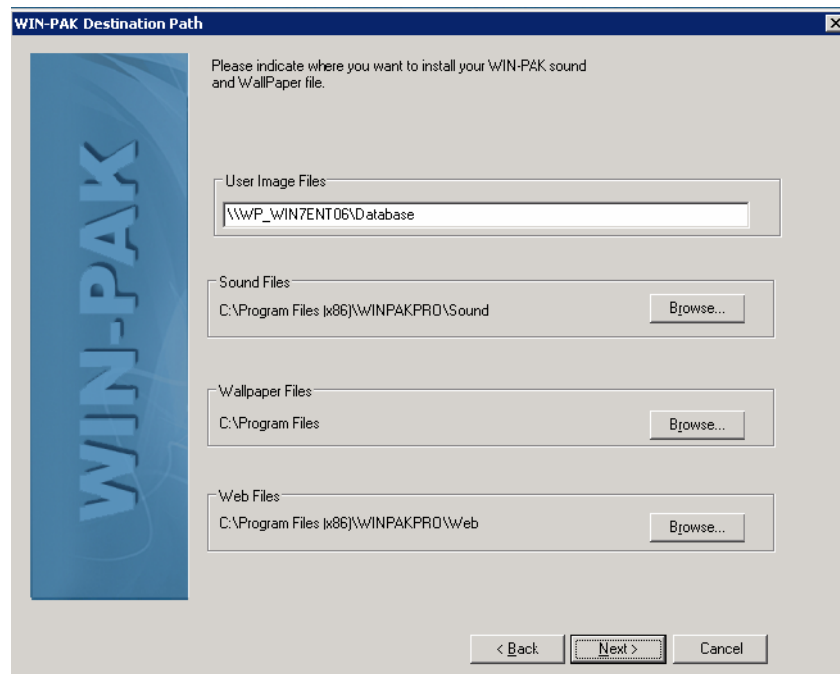 WIN-PAK Destination Path
WIN-PAK
Please indicate where you want to install your WIN-PAK sound
and WallPaper file.
User Image Files
\\WP_WIN7ENT06\Database
Sound Files
C:\Program Files (x86)\WINPAKPRO\Sound
Browse...
Wallpaper Files
C:\Program Files
Browse...
Web Files
C:\Program Files (x86)\WINPAKPRO\Web
Browse...
< Back
Next >
Cancel